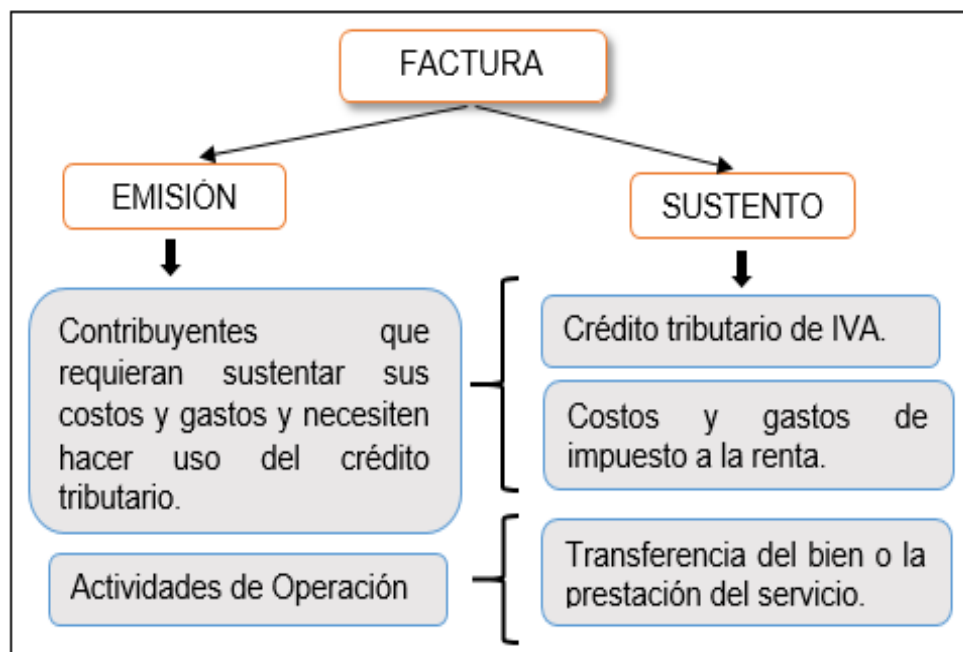 FACTURA
EMISIÓN
SUSTENTO
Contribuyentes que
requieran sustentar sus
costos y gastos y necesiten
hacer uso del crédito
tributario.
Crédito tributario de IVA.
Costos y gastos de
impuesto a la renta.
Actividades de Operación
Transferencia del bien o la
prestación del servicio.